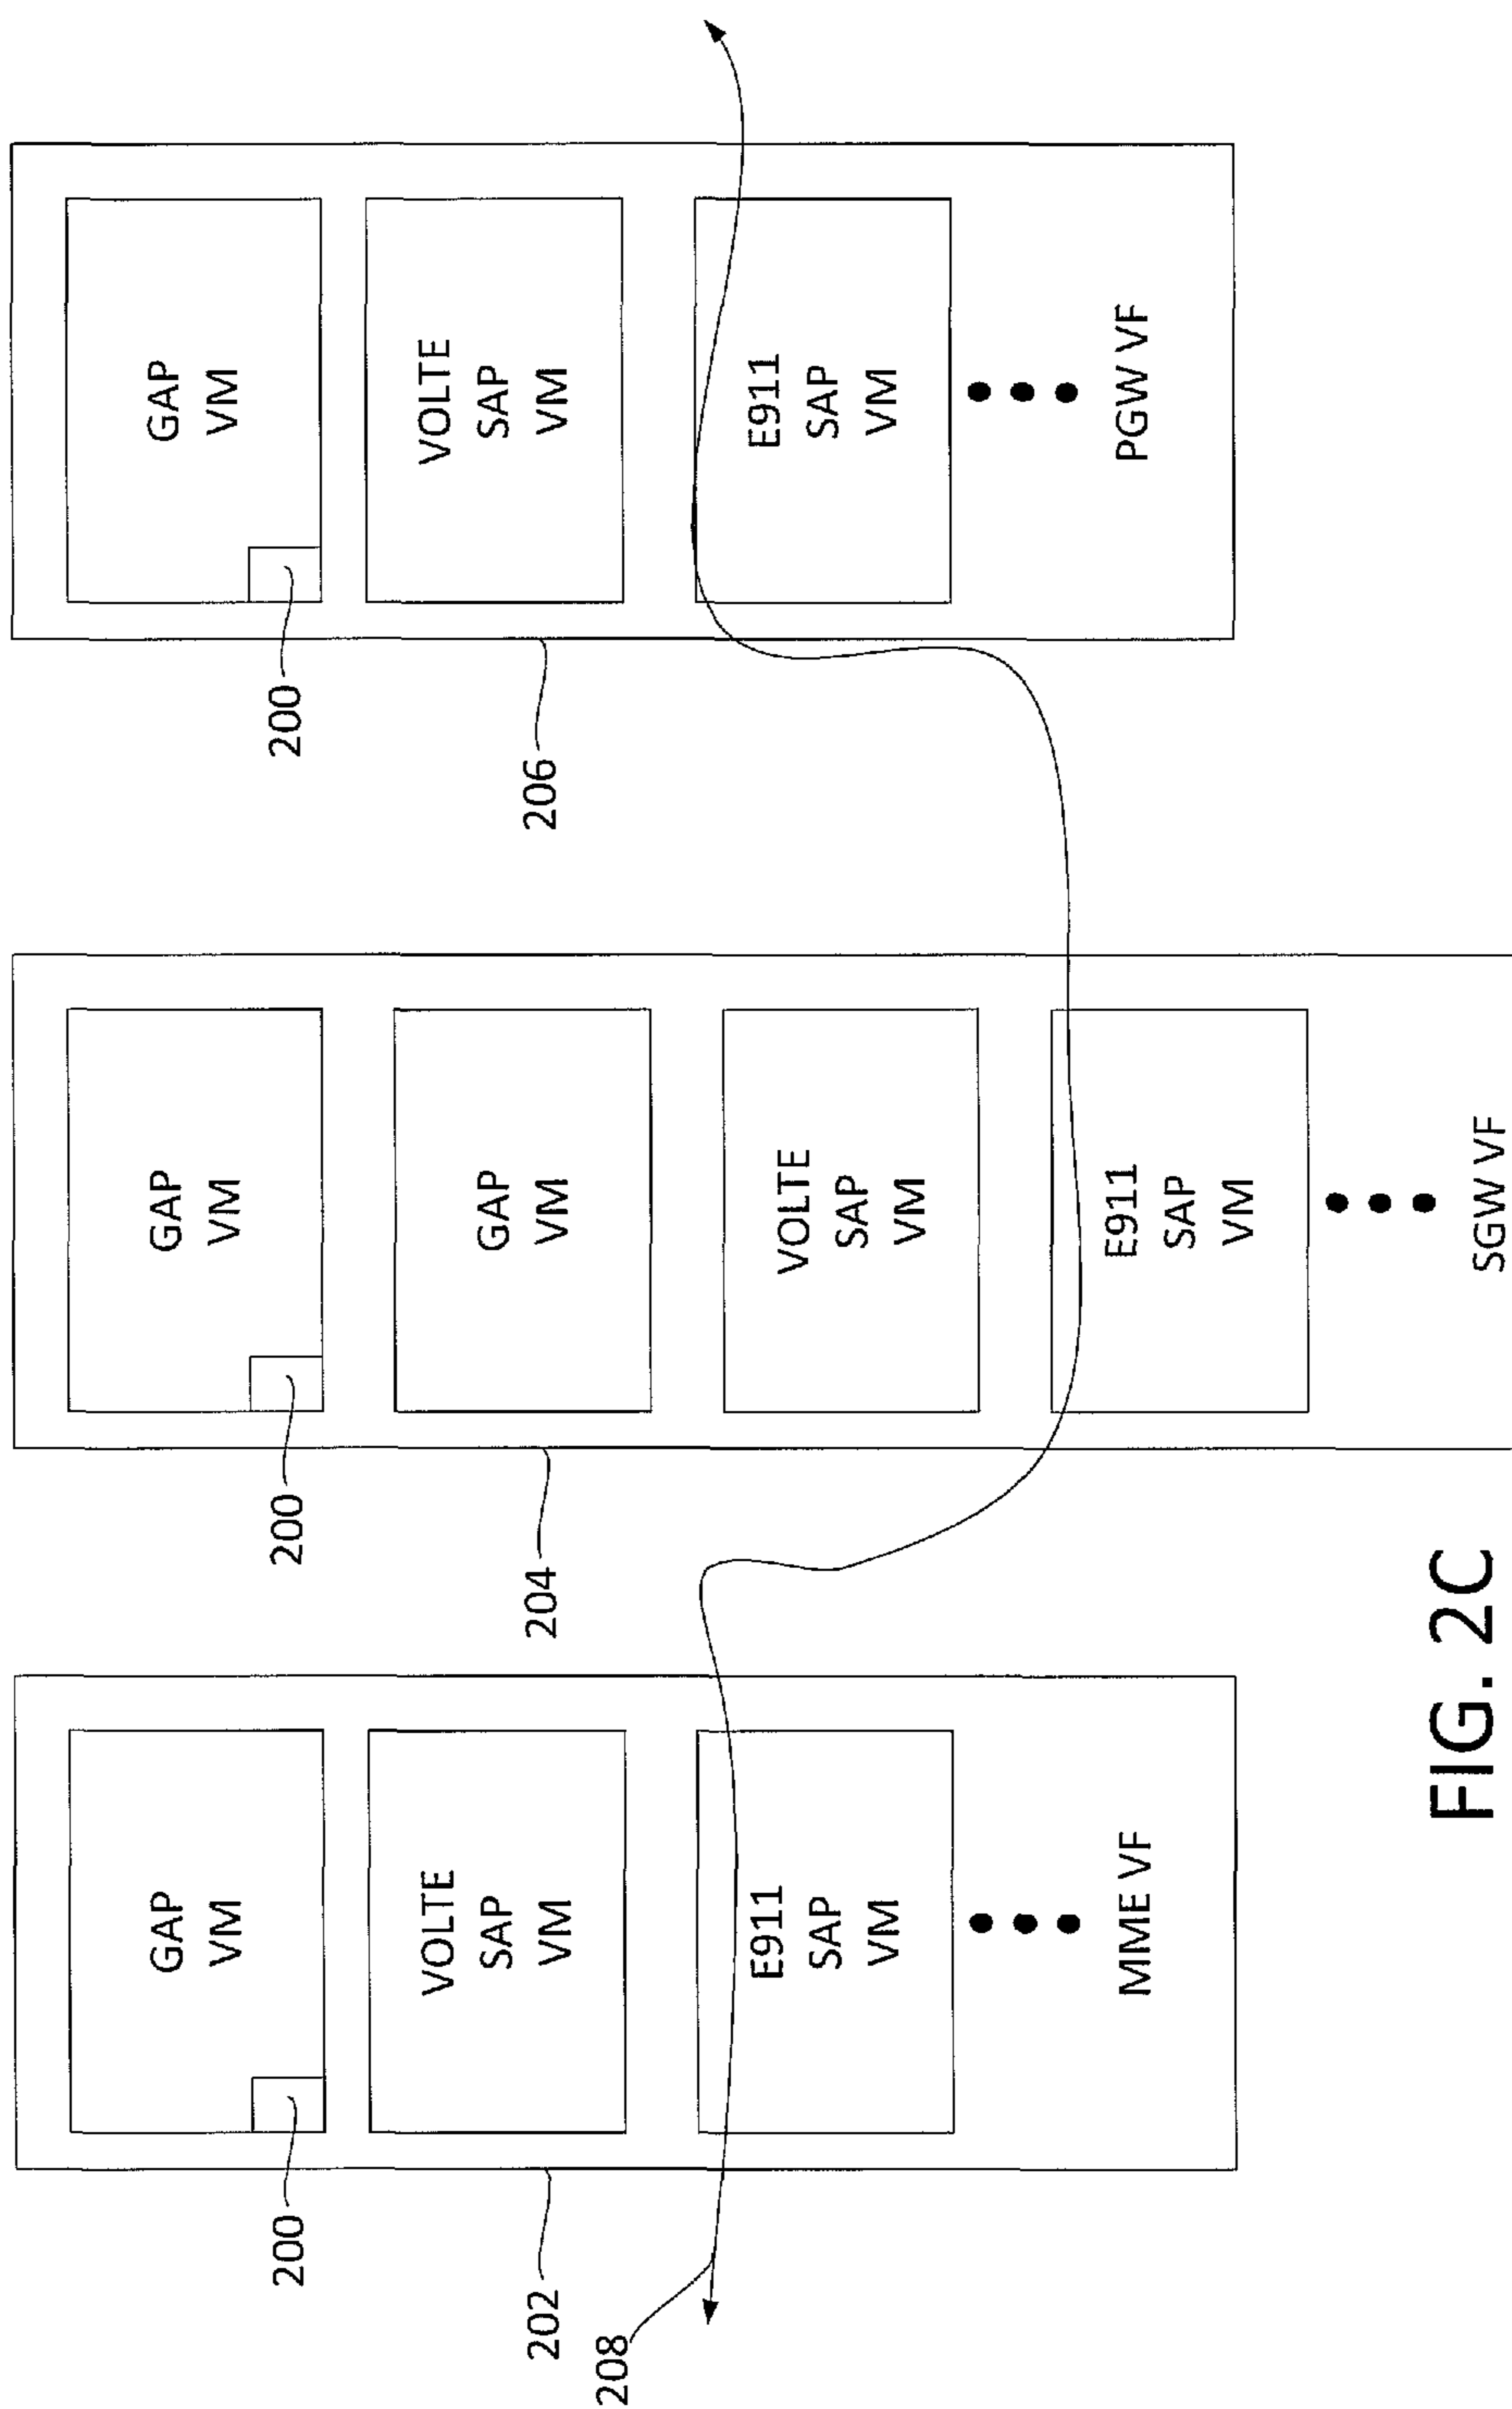 200
202
208
GAP
VM
VOLTE
SAP
VM
E911
SAP
VM
MME VF
200
204
GAP
VM
GAP
VM
VOLTE
SAP
VM
E911
SAP
VM
SGW VF
200
206
GAP
VM
VOLTE
SAP
VM
E911
SAP
VM
PGW VF
FIG. 2C